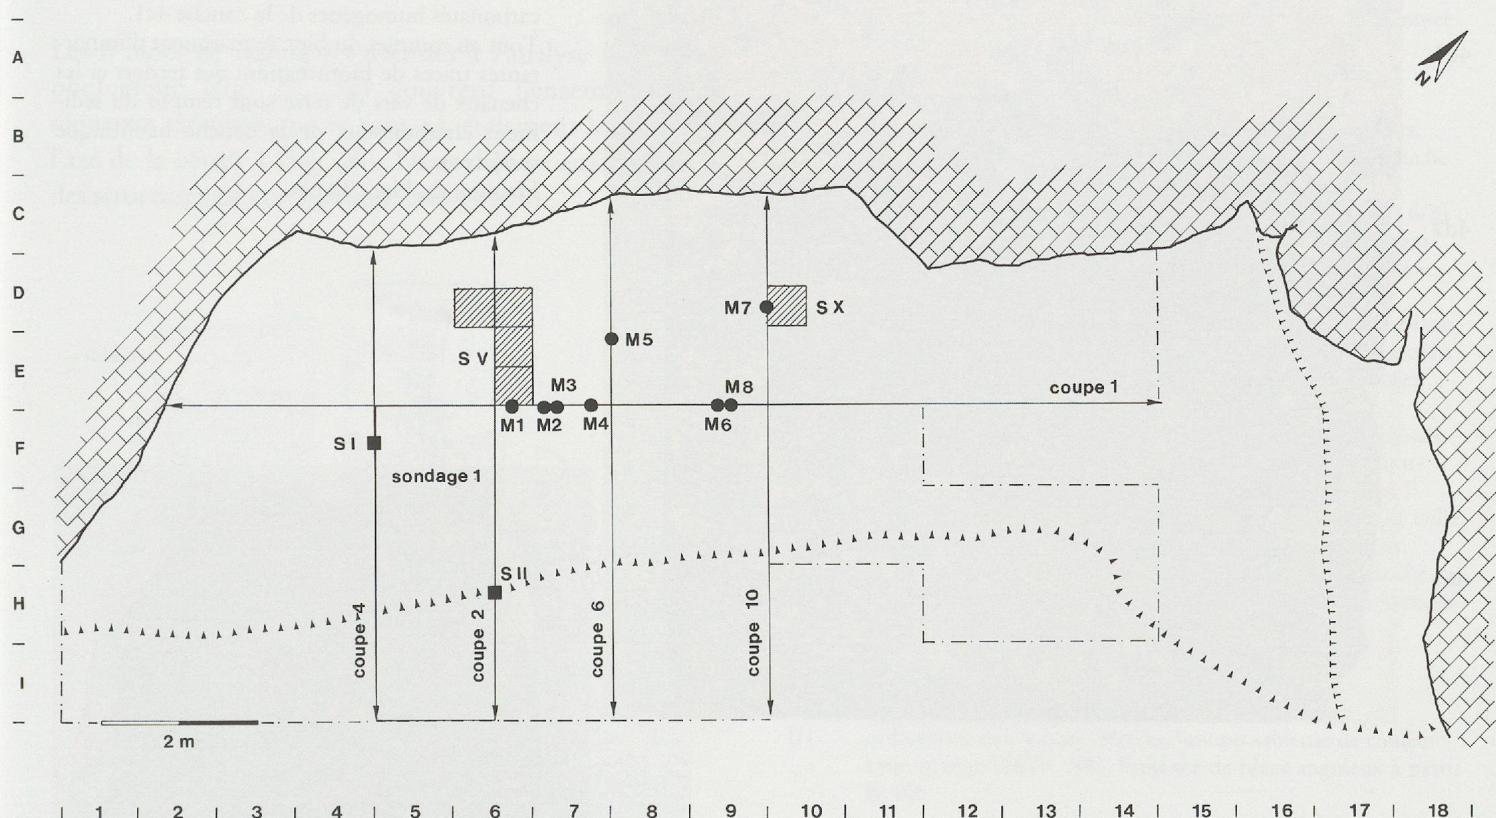 A
N
B
C
D
M7
S X
M5
S V
E
M3
M8
coupe 1
M1
M2
M4
M6
S I
F
sondage 1
G
S II
H
coupe 4
coupe 2
coupe 6
coupe 10
I
2 m
1 2 3 4 5 6 7 8 9 10 11 12 13 14 15 16 17 18